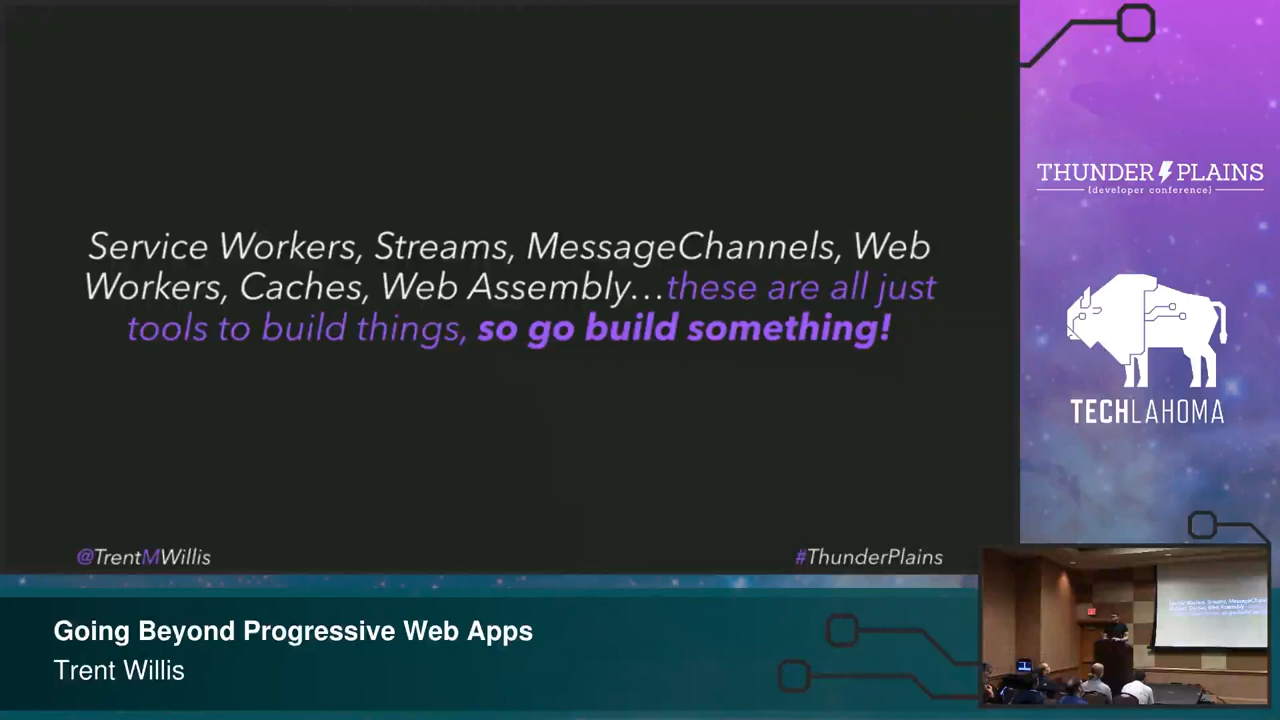 Service Workers, Streams, MessageChannels, Web
Workers, Caches, Web Assembly...these are all just
tools to build things, so go build something!
@TrentMWillis
#ThunderPlains
THUNDER PLAINS
{developer conference}
TECHLAHOMA
Going Beyond Progressive Web Apps
Trent Willis